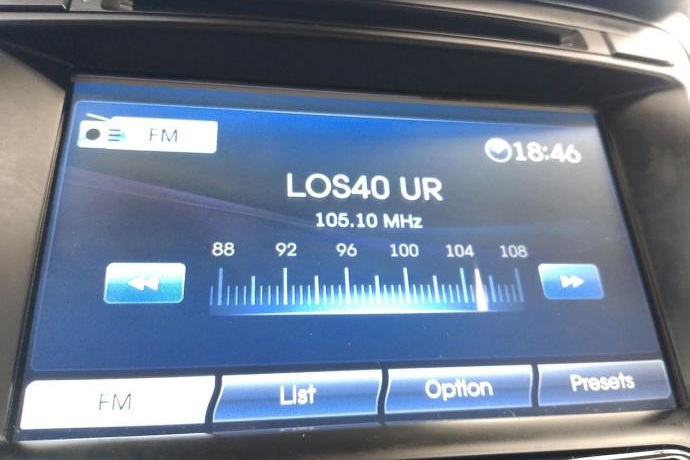 FM
18:46
LOS40 UR
105.10 MHz
88 92 96 100 104 108
FM List Option Presets